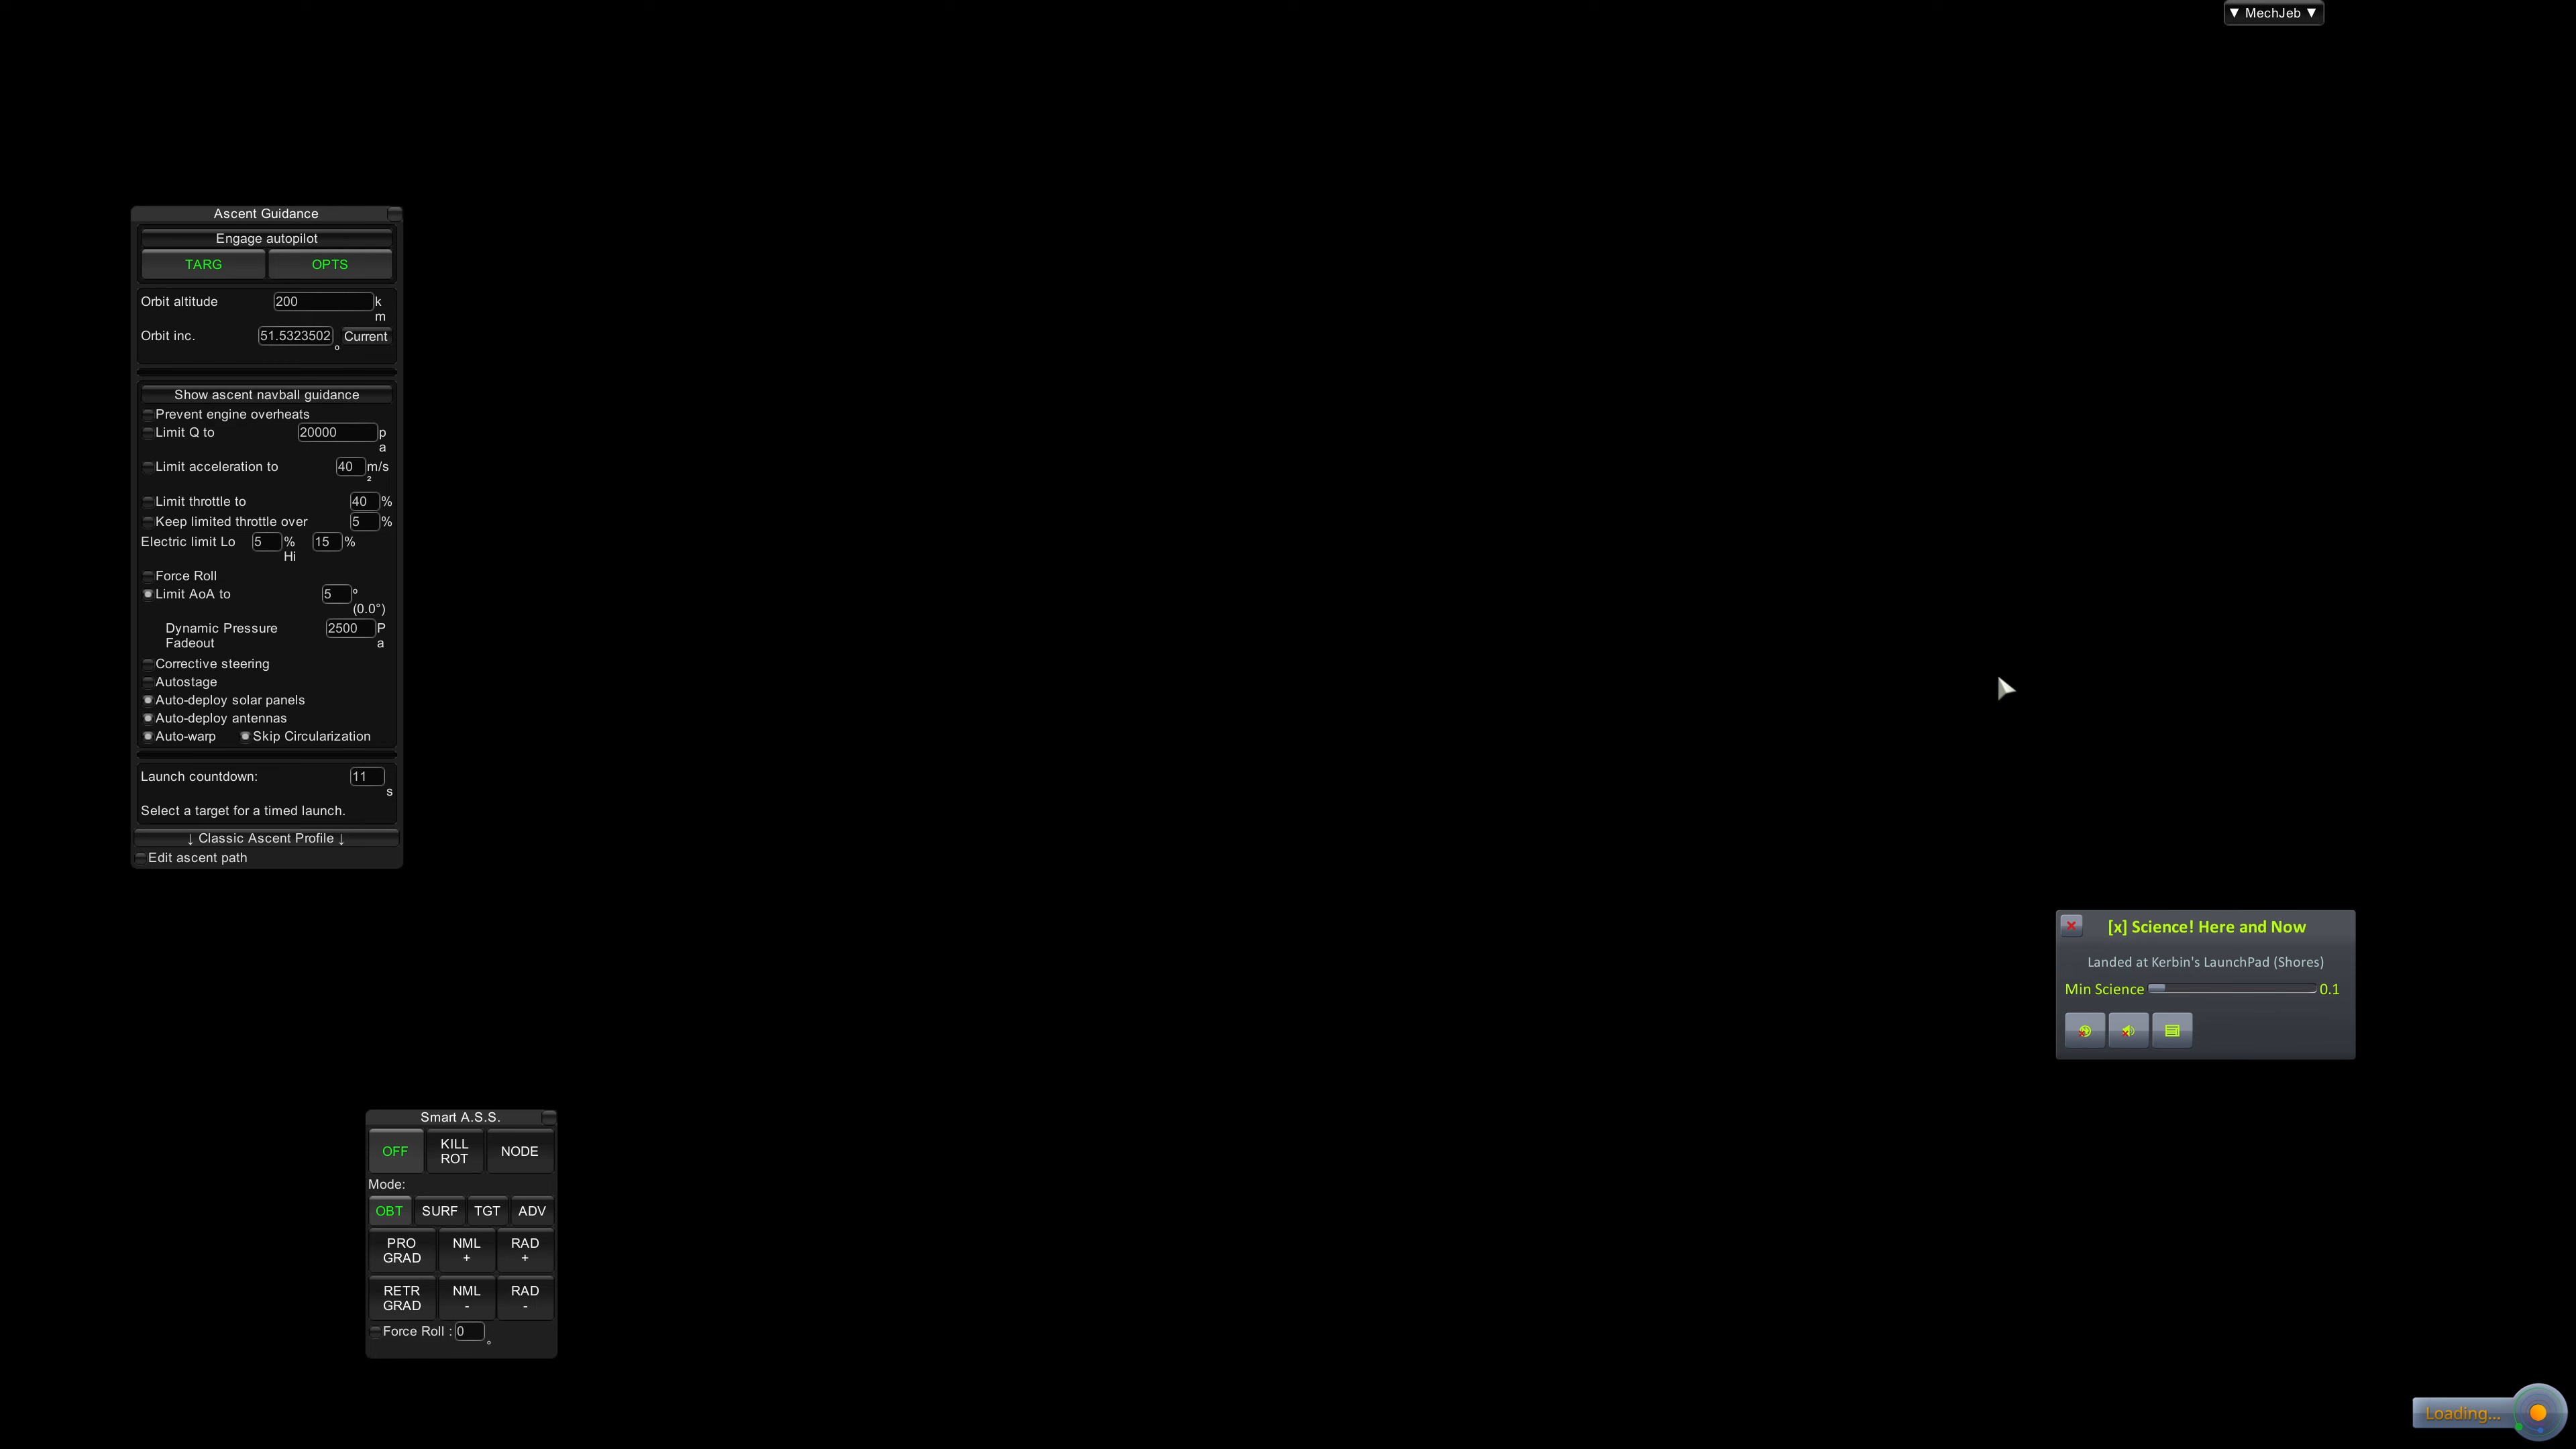 ▼ MechJeb ▼
Ascent Guidance
Engage autopilot
TARG OPTS
Orbit altitude 200 km
Orbit inc. 51.5323502 º Current
Show ascent navball guidance
Prevent engine overheats
Limit Q to 20000 pa
Limit acceleration to 40 m/s²
Limit throttle to 40 %
Keep limited throttle over 5 %
Electric limit Lo 5 % Hi 15 %
Force Roll
Limit AoA to 5 º (0.0°)
Dynamic Pressure Fadeout 2500 Pa
Corrective steering
Autostage
Auto-deploy solar panels
Auto-deploy antennas
Auto-warp Skip Circularization
Launch countdown: 11 s
Select a target for a timed launch.
↓ Classic Ascent Profile ↓
Edit ascent path
[x] Science! Here and Now
Landed at Kerbin's LaunchPad (Shores)
Min Science 0.1
Smart A.S.S.
OFF KILL ROT NODE
Mode:
OBT SURF TGT ADV
PRO GRAD NML + RAD +
RETR GRAD NML - RAD -
Force Roll : 0 º
Loading...